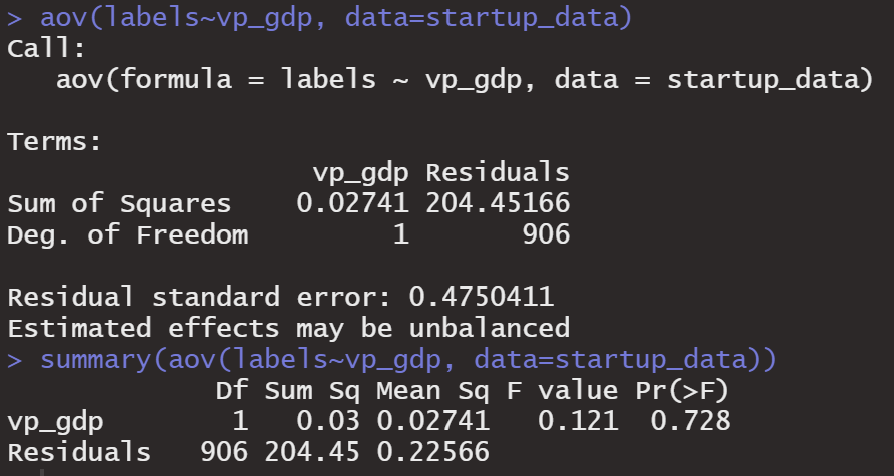 > aov(labels~vp_gdp, data=startup_data)
Call:
   aov(formula = labels ~ vp_gdp, data = startup_data)

Terms:
                   vp_gdp Residuals
Sum of Squares    0.02741 204.45166
Deg. of Freedom         1       906

Residual standard error: 0.4750411
Estimated effects may be unbalanced
> summary(aov(labels~vp_gdp, data=startup_data))
             Df Sum Sq Mean Sq F value Pr(>F)
vp_gdp        1   0.03 0.02741   0.121  0.728
Residuals   906 204.45 0.22566